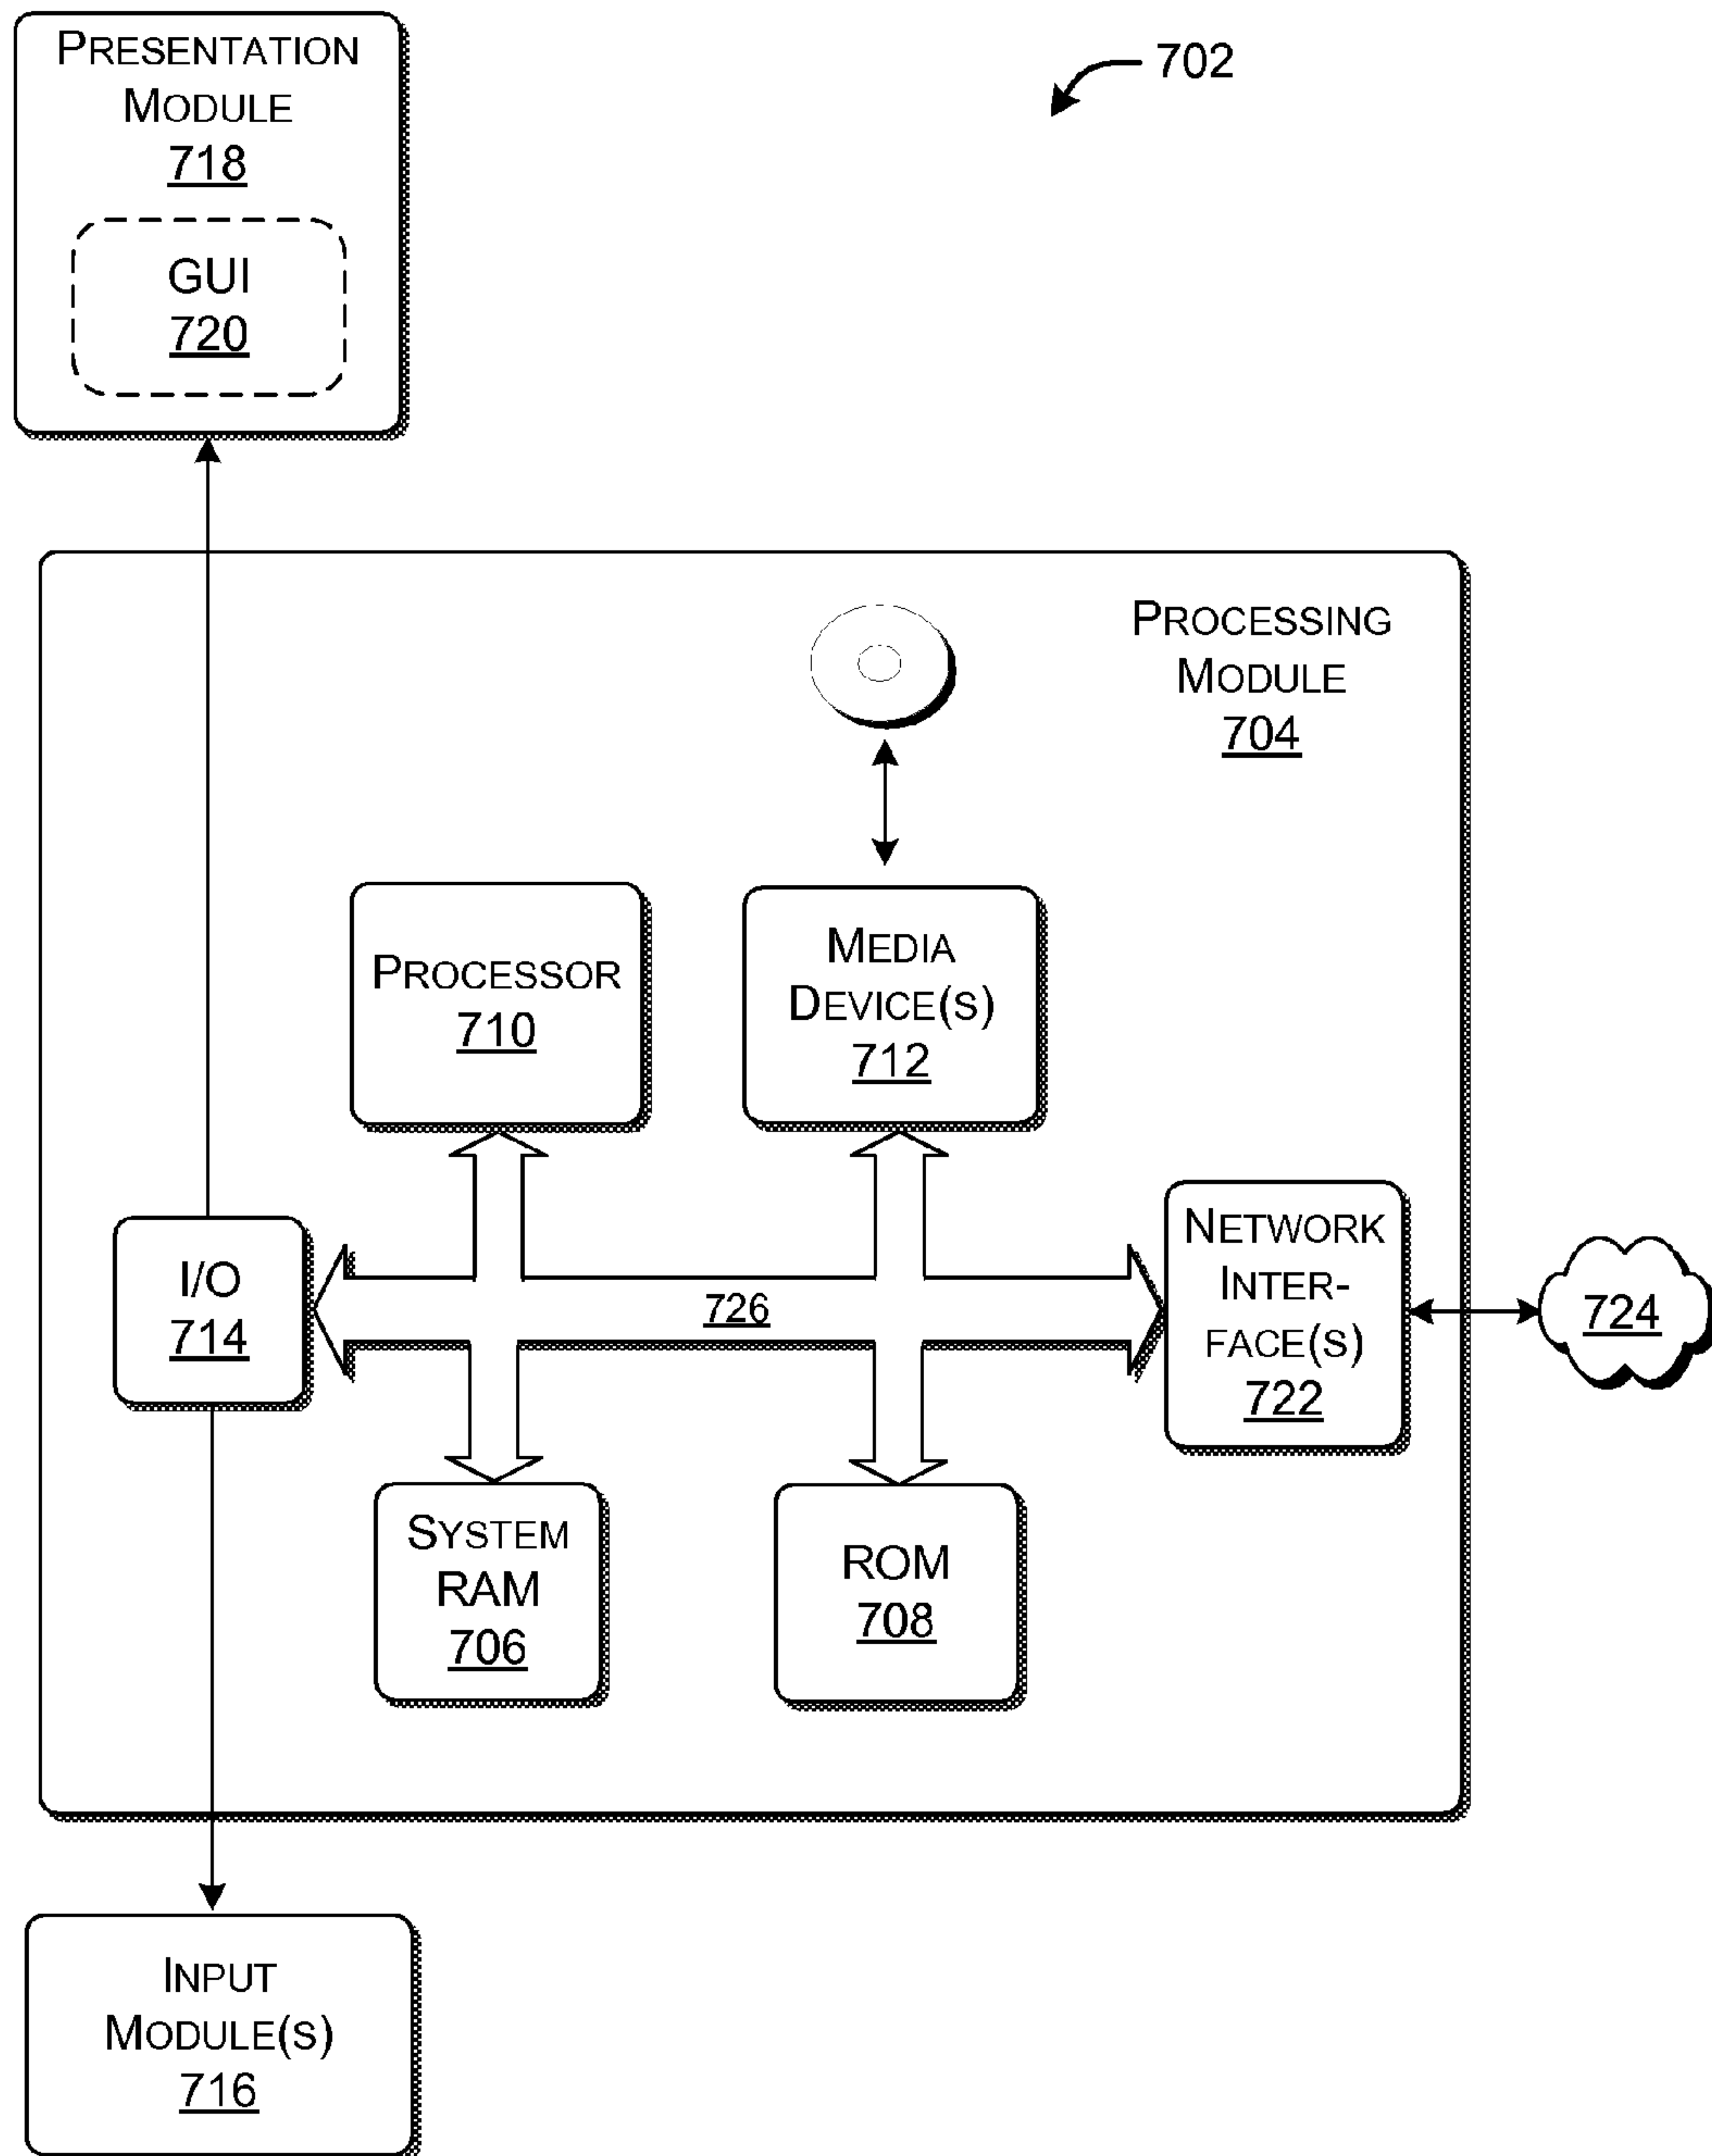 PRESENTATION
MODULE
718
GUI
720
702
PROCESSING
MODULE
704
PROCESSOR
710
MEDIA
DEVICE(S)
712
I/O
714
726
NETWORK
INTER-
FACE(S)
722
724
SYSTEM
RAM
706
ROM
708
INPUT
MODULE(S)
716